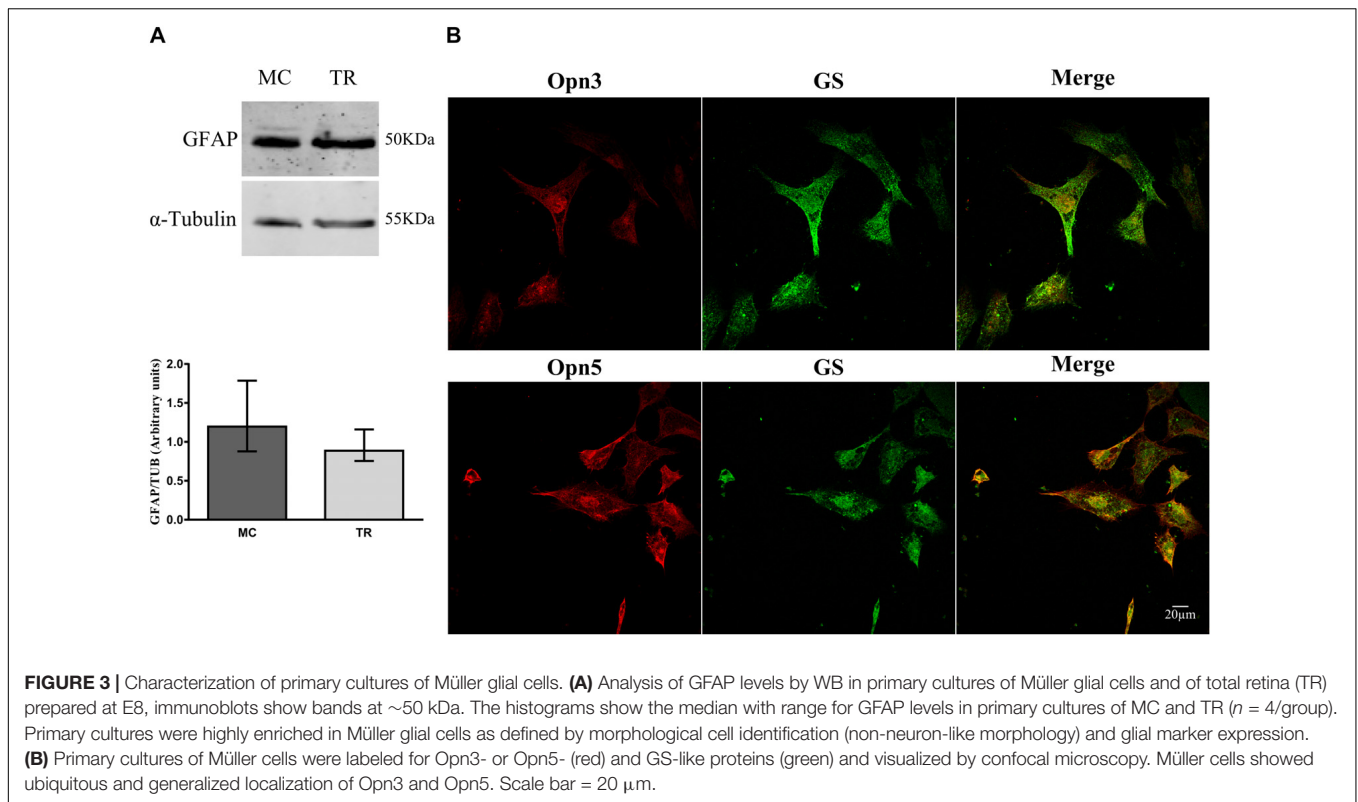 A
B
MC TR
GFAP
50KDa
α-Tubulin
55KDa
GFAP/TUB (Arbitrary units)
2.0
1.5
1.0
0.5
0.0
MC TR
Opn3 GS Merge
Opn5 GS Merge
20μm
FIGURE 3 | Characterization of primary cultures of Müller glial cells. (A) Analysis of GFAP levels by WB in primary cultures of Müller glial cells and of total retina (TR)
prepared at E8, immunoblots show bands at ∼50 kDa. The histograms show the median with range for GFAP levels in primary cultures of MC and TR (n = 4/group).
Primary cultures were highly enriched in Müller glial cells as defined by morphological cell identification (non-neuron-like morphology) and glial marker expression.
(B) Primary cultures of Müller cells were labeled for Opn3- or Opn5- (red) and GS-like proteins (green) and visualized by confocal microscopy. Müller cells showed
ubiquitous and generalized localization of Opn3 and Opn5. Scale bar = 20 μm.